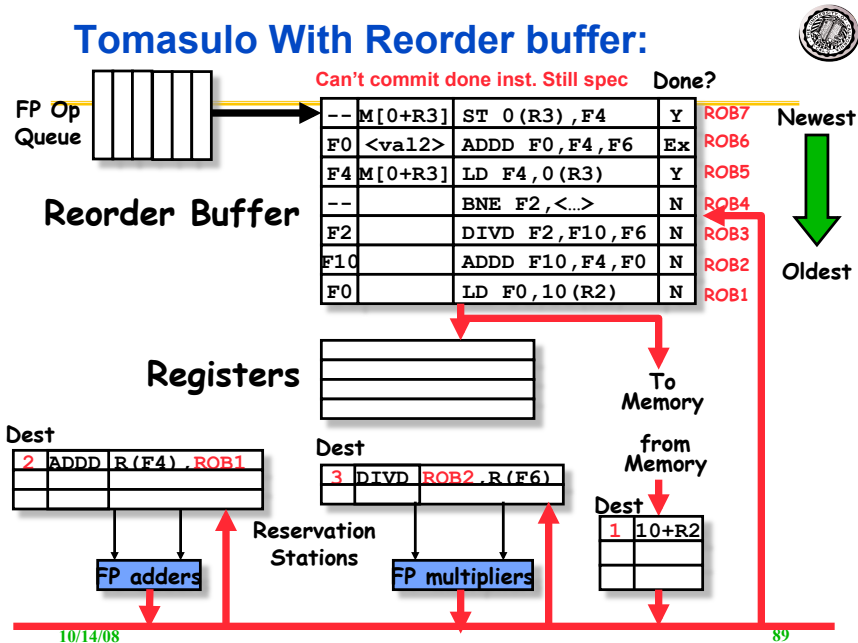 Tomasulo With Reorder buffer:
Can't commit done inst. Still spec
Done?
FP Op
Queue
-- M[0+R3] ST 0(R3),F4 Y ROB7
F0 <val2> ADDD F0,F4,F6 Ex ROB6
F4 M[0+R3] LD F4,0(R3) Y ROB5
-- BNE F2,<…> N ROB4
F2 DIVD F2,F10,F6 N ROB3
F10 ADDD F10,F4,F0 N ROB2
F0 LD F0,10(R2) N ROB1
Newest
Oldest
Reorder Buffer
Registers
To
Memory
from
Memory
Dest
2 ADDD R(F4),ROB1
Dest
3 DIVD ROB2,R(F6)
Dest
1 10+R2
Reservation
Stations
FP adders
FP multipliers
10/14/08
89